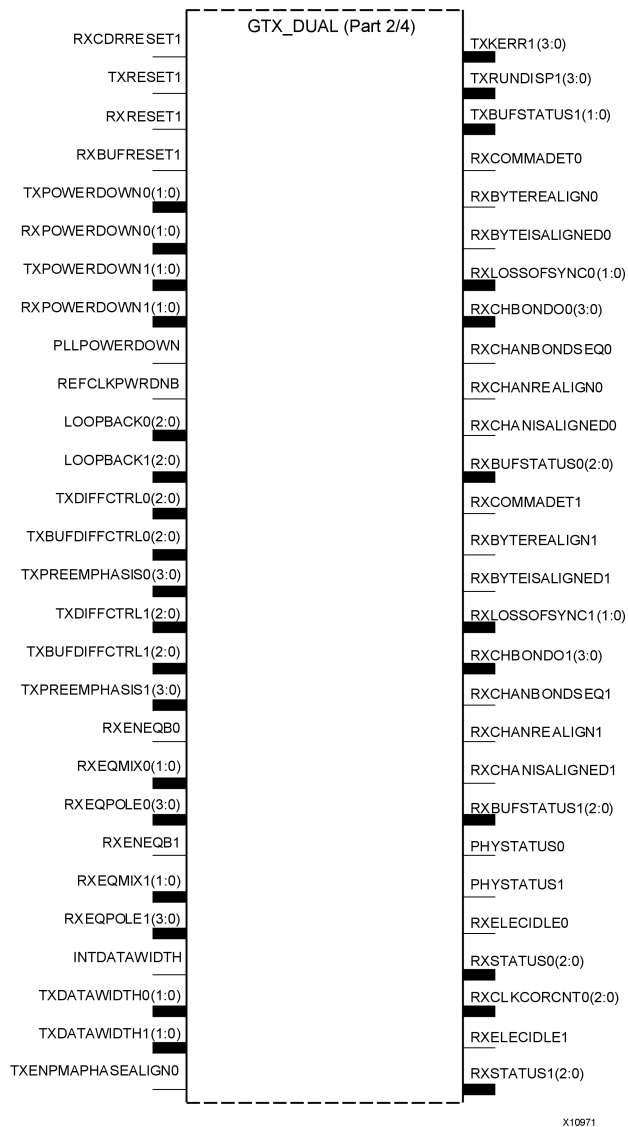 GTX_DUAL (Part 2/4)
RXCDRRESET1
TXRESET1
RXRESET1
RXBUFRESET1
TXPOWERDOWN0(1:0)
RXPOWERDOWN0(1:0)
TXPOWERDOWN1(1:0)
RXPOWERDOWN1(1:0)
PLLPOWERDOWN
REFCLKPWRDNB
LOOPBACK0(2:0)
LOOPBACK1(2:0)
TXDIFFCTRL0(2:0)
TXBUFDIFFCTRL0(2:0)
TXPREEMPHASIS0(3:0)
TXDIFFCTRL1(2:0)
TXBUFDIFFCTRL1(2:0)
TXPREEMPHASIS1(3:0)
RXENEQB0
RXEQMIX0(1:0)
RXEQPOLE0(3:0)
RXENEQB1
RXEQMIX1(1:0)
RXEQPOLE1(3:0)
INTDATAWIDTH
TXDATAWIDTH0(1:0)
TXDATAWIDTH1(1:0)
TXENPMAPHASEALIGN0
TXKERR1(3:0)
TXRUNDISP1(3:0)
TXBUFSTATUS1(1:0)
RXCOMMADET0
RXBYTEREALIGN0
RXBYTEISALIGNED0
RXLOSSOFSYNC0(1:0)
RXCHBONDO0(3:0)
RXCHANBONDSEQ0
RXCHANREALIGN0
RXCHANISALIGNED0
RXBUFSTATUS0(2:0)
RXCOMMADET1
RXBYTEREALIGN1
RXBYTEISALIGNED1
RXLOSSOFSYNC1(1:0)
RXCHBONDO1(3:0)
RXCHANBONDSEQ1
RXCHANREALIGN1
RXCHANISALIGNED1
RXBUFSTATUS1(2:0)
PHYSTATUS0
PHYSTATUS1
RXELECIDLE0
RXSTATUS0(2:0)
RXCLKCORCNT0(2:0)
RXELECIDLE1
RXSTATUS1(2:0)
X10971